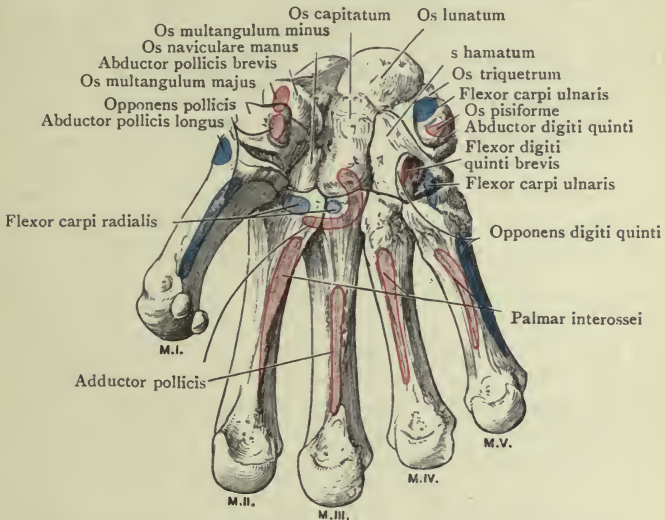 Os capitatum
Os lunatum
Os multangulum minus
Os naviculare manus
Abductor pollicis brevis
Os multangulum majus
Opponens pollicis
Abductor pollicis longus
s hamatum
Os triquetrum
Flexor carpi ulnaris
Os pisiforme
Abductor digiti quinti
Flexor digiti
quinti brevis
Flexor carpi ulnaris
Flexor carpi radialis
Opponens digiti quinti
Palmar interossei
M.I.
Adductor pollicis
M.V.
M.IV.
M.II.
M.III.